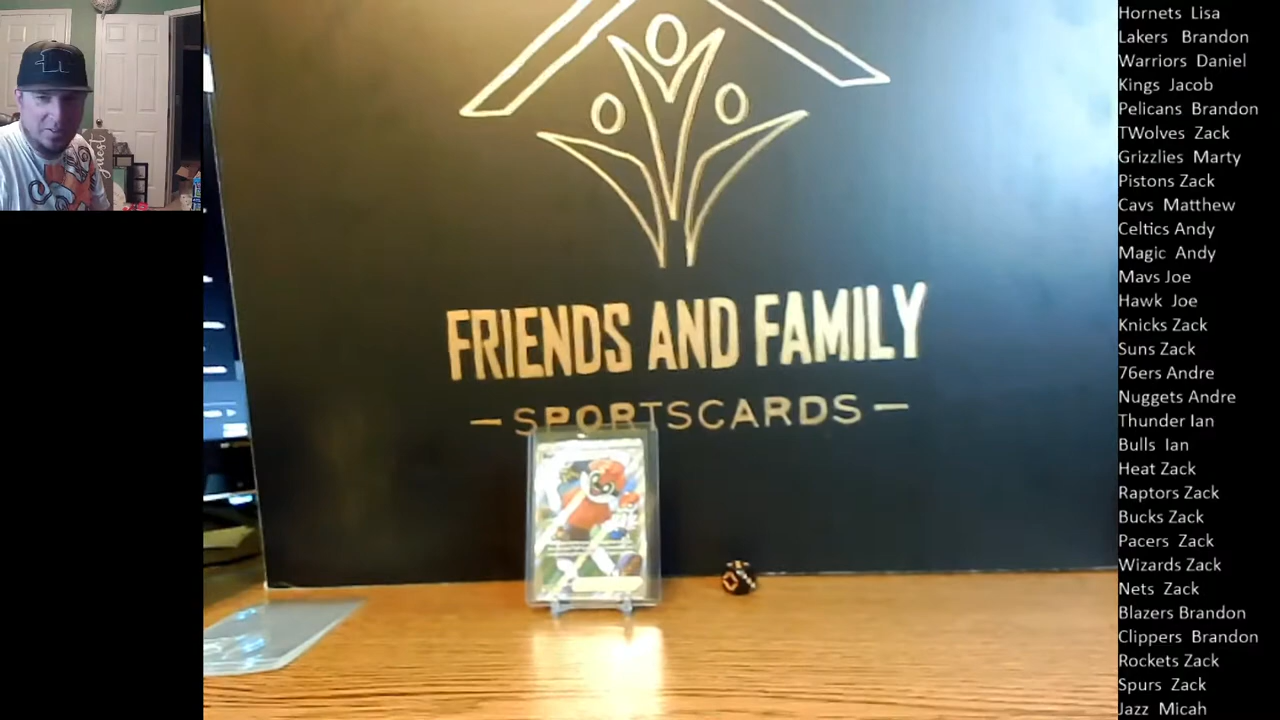 FRIENDS AND FAMILY
— SPORTSCARDS —
Guest
Hornets Lisa
Lakers Brandon
Warriors Daniel
Kings Jacob
Pelicans Brandon
TWolves Zack
Grizzlies Marty
Pistons Zack
Cavs Matthew
Celtics Andy
Magic Andy
Mavs Joe
Hawk Joe
Knicks Zack
Suns Zack
76ers Andre
Nuggets Andre
Thunder Ian
Bulls Ian
Heat Zack
Raptors Zack
Bucks Zack
Pacers Zack
Wizards Zack
Nets Zack
Blazers Brandon
Clippers Brandon
Rockets Zack
Spurs Zack
Jazz Micah